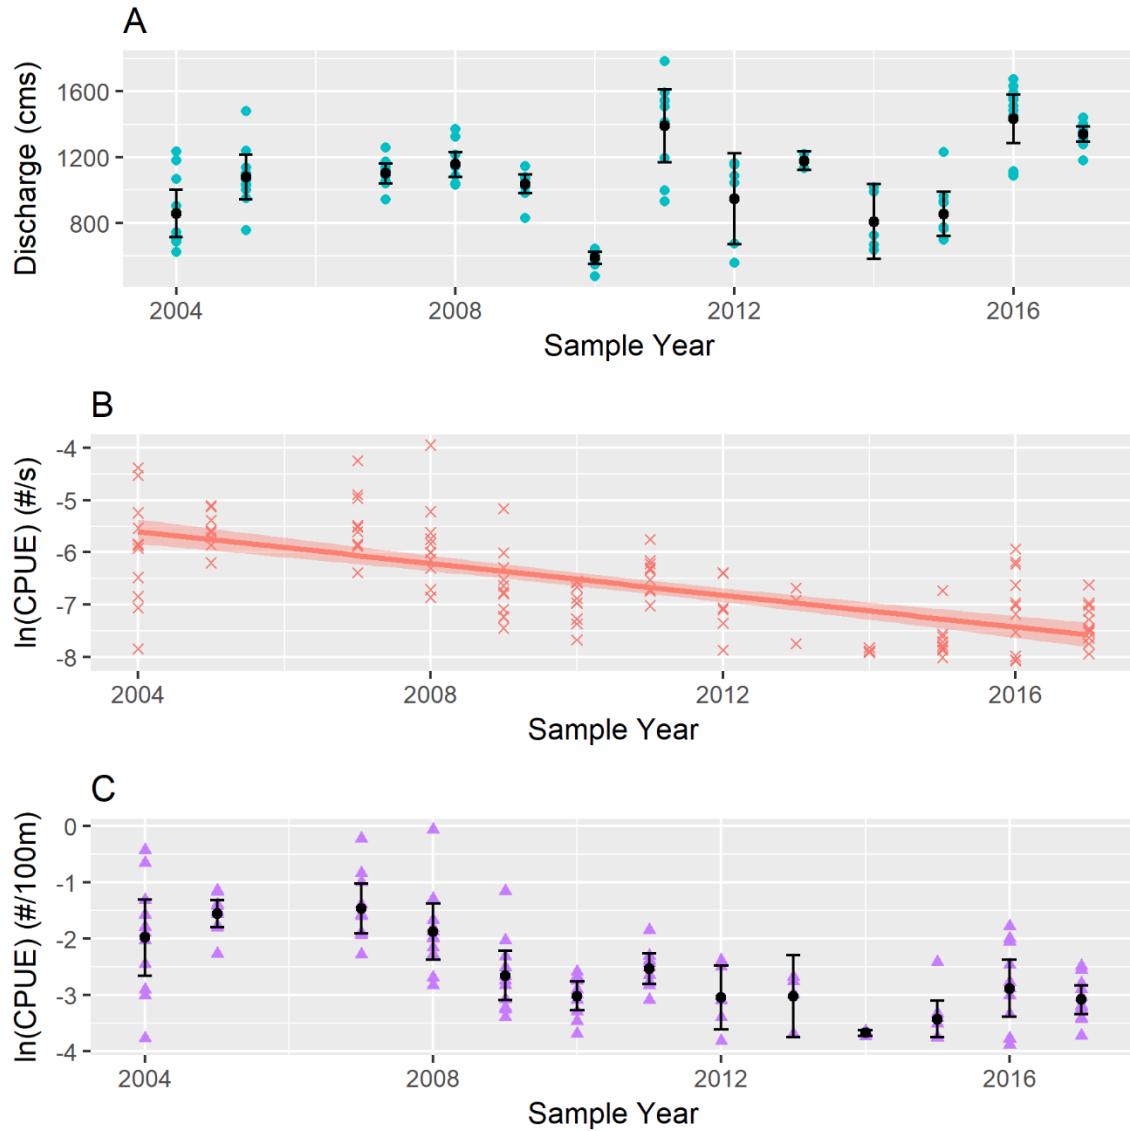 A
Discharge (cms)
1600
1200
800
2004 2008 2012 2016
Sample Year
B
ln(CPUE) (#/s)
-4
-5
-6
-7
-8
2004 2008 2012 2016
Sample Year
C
ln(CPUE) (#/100m)
0
-1
-2
-3
-4
2004 2008 2012 2016
Sample Year